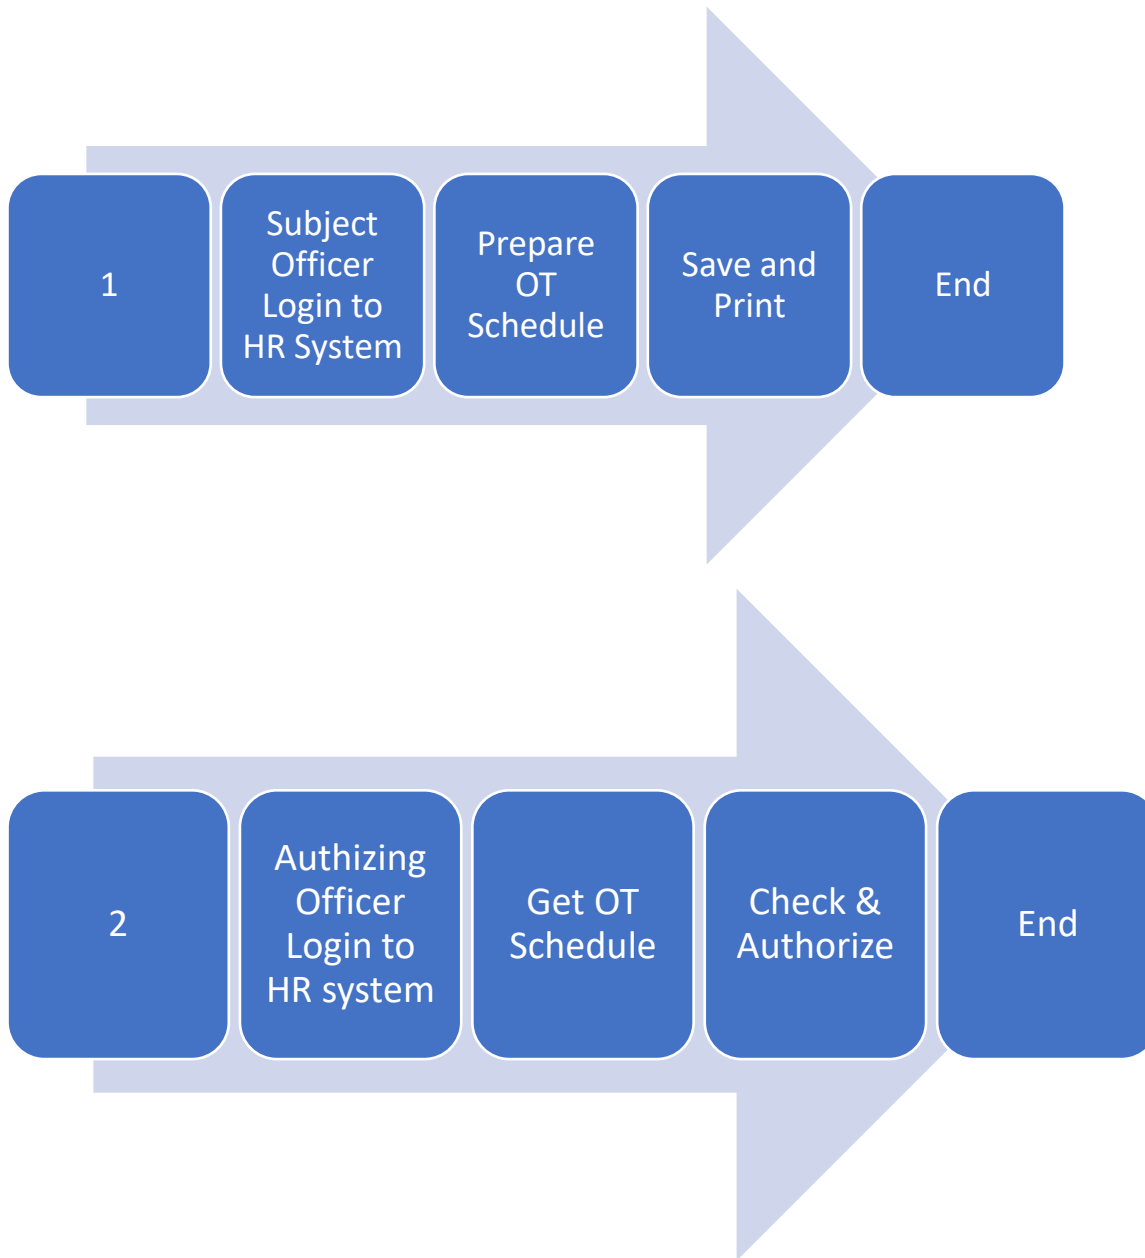 1
Subject
Officer
Login to
HR System
Prepare
OT
Schedule
Save and
Print
End
2
Authizing
Officer
Login to
HR system
Get OT
Schedule
Check &
Authorize
End